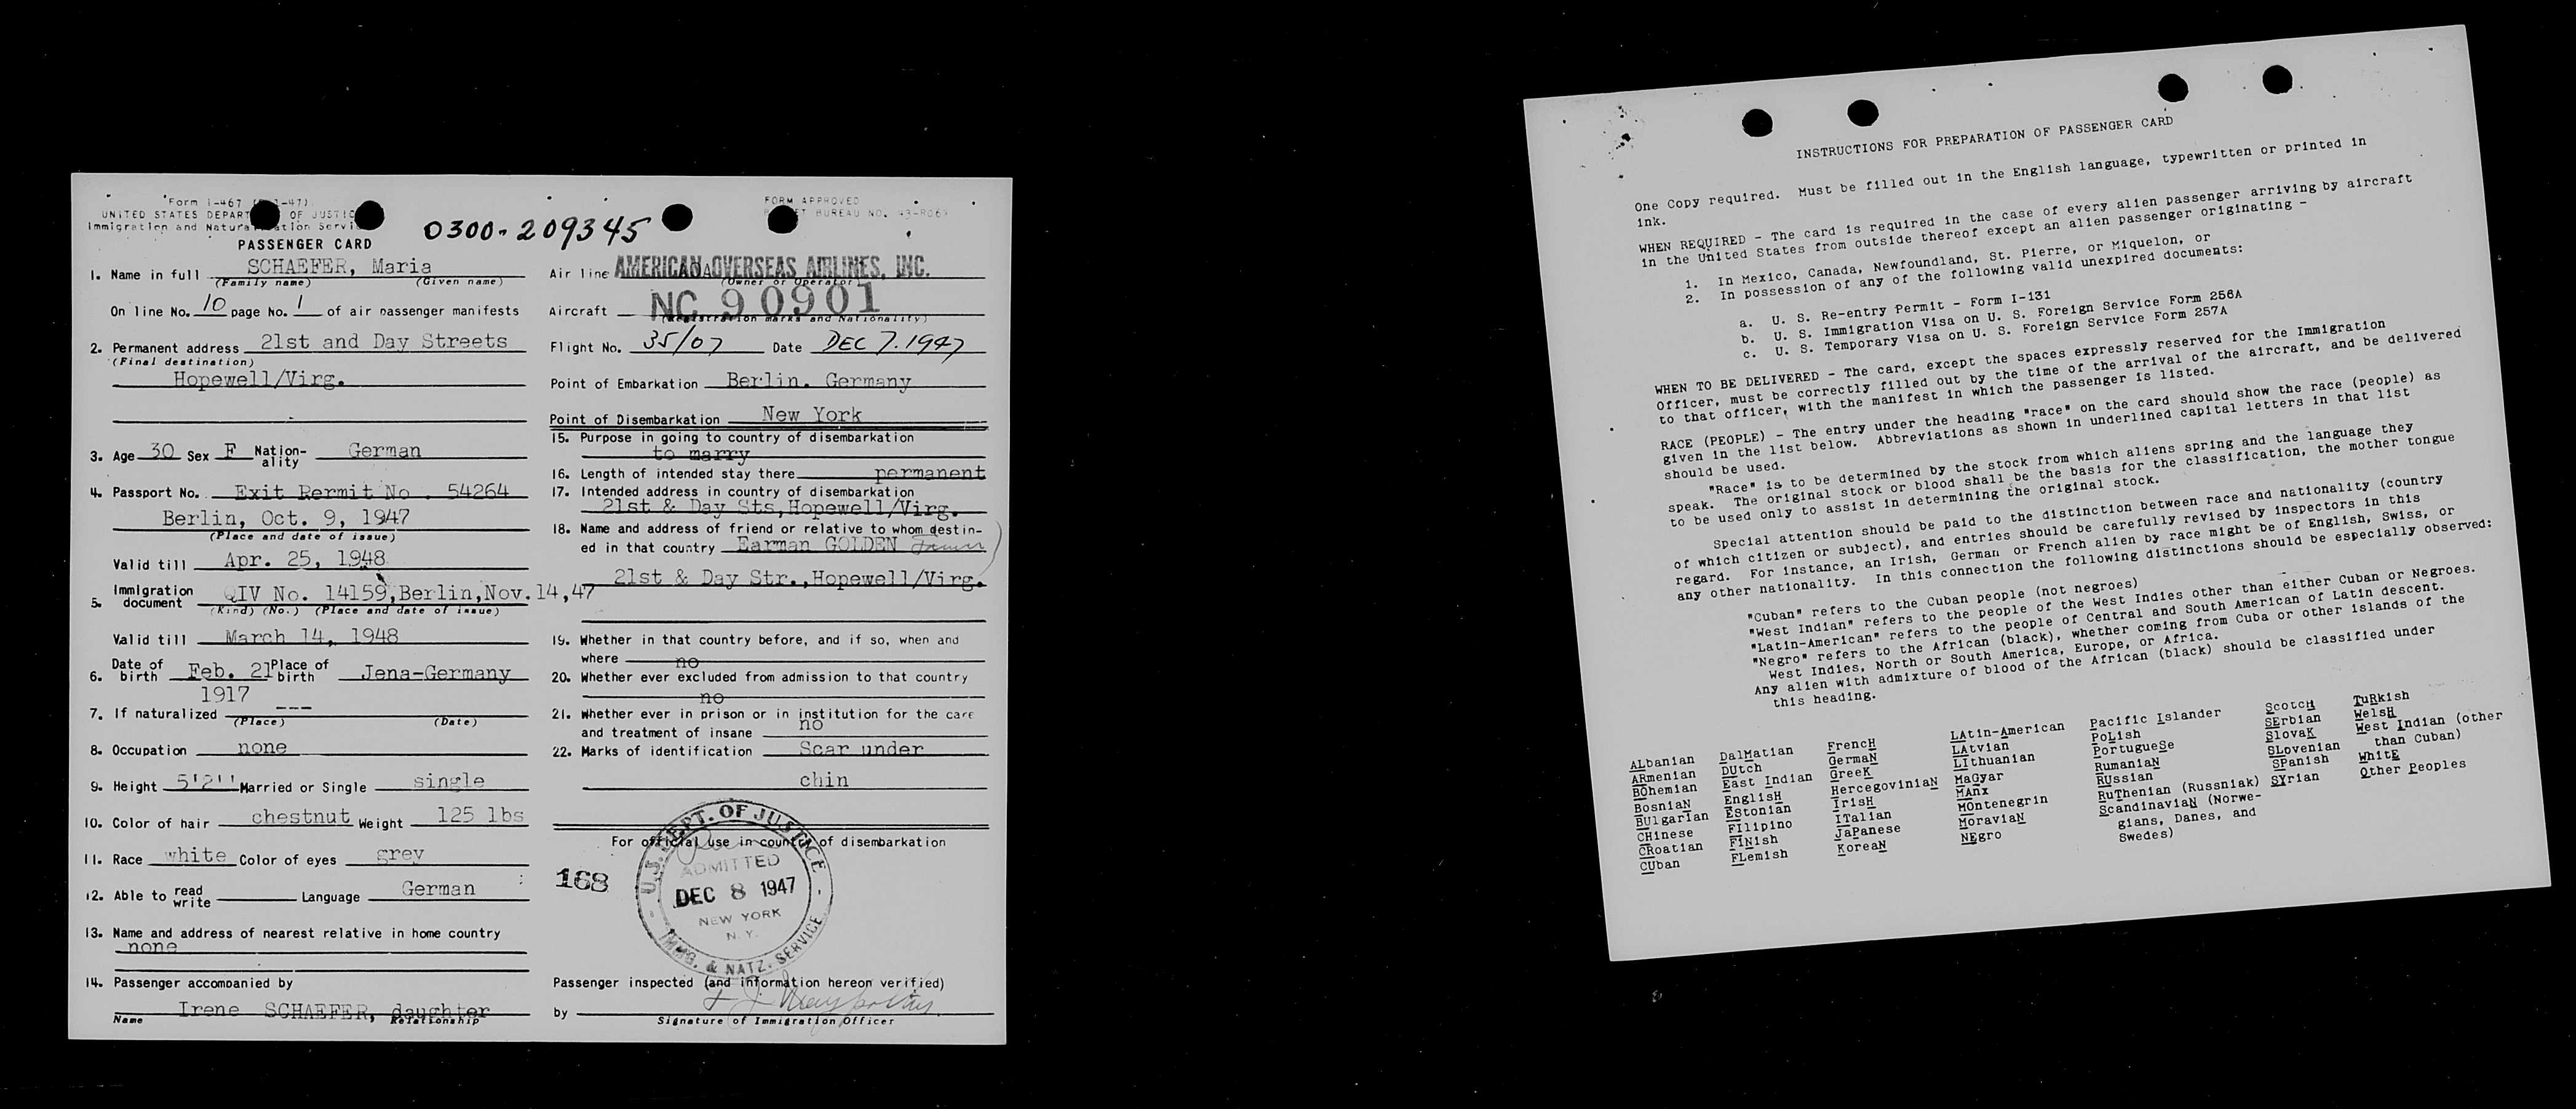 Form I-467
UNITED STATES DEPART OF JUSTIC
Immigration and Naturalization Servi
PASSENGER CARD
0300-209345
FORM APPROVED
BUREAU NO. 43-R069
1. Name in full SCHAEFER, Maria
(Family name) (Given name)
On line No. 10 page No. 1 of air passenger manifests
2. Permanent address 21st and Day Streets
(Final destination)
Hopewell/Virg.
3. Age 30 Sex F Nation-ality German
4. Passport No. Exit Permit No . 54264
Berlin, Oct. 9, 1947
(Place and date of issue)
Valid till Apr. 25, 1948
5. Immigration document QIV No. 14159,Berlin,Nov.14,47
(Kind) (No.) (Place and date of issue)
Valid till March 14, 1948
6. Date of birth Feb. 21 Place of birth Jena-Germany
1917
7. If naturalized ---
(Place) (Date)
8. Occupation none
9. Height 5'2'' Married or Single single
10. Color of hair chestnut Weight 125 lbs
11. Race white Color of eyes grey
12. Able to read write Language German
13. Name and address of nearest relative in home country
none
14. Passenger accompanied by
Irene SCHAEFER, daughter
Name Relationship
Air line AMERICAN OVERSEAS AIRLINES, INC.
(Owner or Operator)
Aircraft NC 90901
(Registration marks and Nationality)
Flight No. 35/07 Date DEC 7. 1947
Point of Embarkation Berlin. Germany
Point of Disembarkation New York
15. Purpose in going to country of disembarkation
to marry
16. Length of intended stay there permanent
17. Intended address in country of disembarkation
21st & Day Sts,Hopewell/Virg.
18. Name and address of friend or relative to whom destin-
ed in that country Earman GOLDEN
21st & Day Str.,Hopewell/Virg.
19. Whether in that country before, and if so, when and
where no
20. Whether ever excluded from admission to that country
no
21. Whether ever in prison or in institution for the care
and treatment of insane no
22. Marks of identification Scar under
chin
For official use in country of disembarkation
168
U.S. DEPT. OF JUSTICE
ADMITTED
DEC 8 1947
NEW YORK
N.Y.
IMMG. & NATZ. SERVICE
Passenger inspected (and information hereon verified)
by
Signature of Immigration Officer
INSTRUCTIONS FOR PREPARATION OF PASSENGER CARD
One Copy required. Must be filled out in the English language, typewritten or printed in
ink.
WHEN REQUIRED - The card is required in the case of every alien passenger arriving by aircraft
in the United States from outside thereof except an alien passenger originating -
1. In Mexico, Canada, Newfoundland, St. Pierre, or Miquelon, or
2. In possession of any of the following valid unexpired documents:
a. U. S. Re-entry Permit - Form I-131
b. U. S. Immigration Visa on U. S. Foreign Service Form 256A
c. U. S. Temporary Visa on U. S. Foreign Service Form 257A
WHEN TO BE DELIVERED - The card, except the spaces expressly reserved for the Immigration
Officer, must be correctly filled out by the time of the arrival of the aircraft, and be delivered
to that officer, with the manifest in which the passenger is listed.
RACE (PEOPLE) - The entry under the heading "race" on the card should show the race (people) as
given in the list below. Abbreviations as shown in underlined capital letters in that list
should be used.
"Race" is to be determined by the stock from which aliens spring and the language they
speak. The original stock or blood shall be the basis for the classification, the mother tongue
to be used only to assist in determining the original stock.
Special attention should be paid to the distinction between race and nationality (country
of which citizen or subject), and entries should be carefully revised by inspectors in this
regard. For instance, an Irish, German or French alien by race might be of English, Swiss, or
any other nationality. In this connection the following distinctions should be especially observed:
"Cuban" refers to the Cuban people (not negroes)
"West Indian" refers to the people of the West Indies other than either Cuban or Negroes.
"Latin-American" refers to the people of Central and South American of Latin descent.
"Negro" refers to the African (black), whether coming from Cuba or other islands of the
West Indies, North or South America, Europe, or Africa.
Any alien with admixture of blood of the African (black) should be classified under
this heading.
ALbanian
ARmenian
BOhemian
BosniaN
BUlgarian
CHinese
CRoatian
CUban
DalMatian
DUtch
East Indian
EnglisH
EStonian
FIlipino
FINish
FLemish
FrencH
GermaN
GreeK
HercegoviniaN
IrisH
ITalian
JaPanese
KoreaN
LAtin-American
LAtvian
LIthuanian
MaGyar
MAnx
MOntenegrin
MoraviaN
NEgro
Pacific Islander
PoLish
PortugueSe
RumaniaN
RUssian
RuThenian (Russniak)
ScandinaviaN (Norwe-
gians, Danes, and
Swedes)
ScotcH
SErbian
SlovaK
SLovenian
SPanish
SYrian
TuRkish
WelsH
West Indian (other
than Cuban)
WhitE
Other Peoples